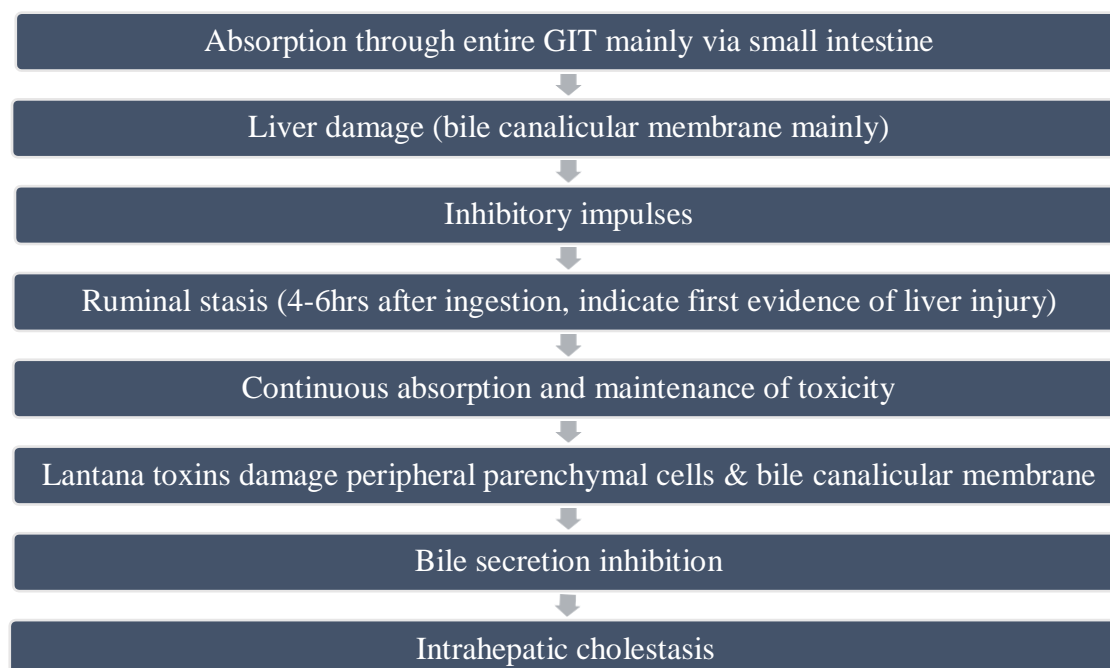 Absorption through entire GIT mainly via small intestine
Liver damage (bile canalicular membrane mainly)
Inhibitory impulses
Ruminal stasis (4-6hrs after ingestion, indicate first evidence of liver injury)
Continuous absorption and maintenance of toxicity
Lantana toxins damage peripheral parenchymal cells & bile canalicular membrane
Bile secretion inhibition
Intrahepatic cholestasis